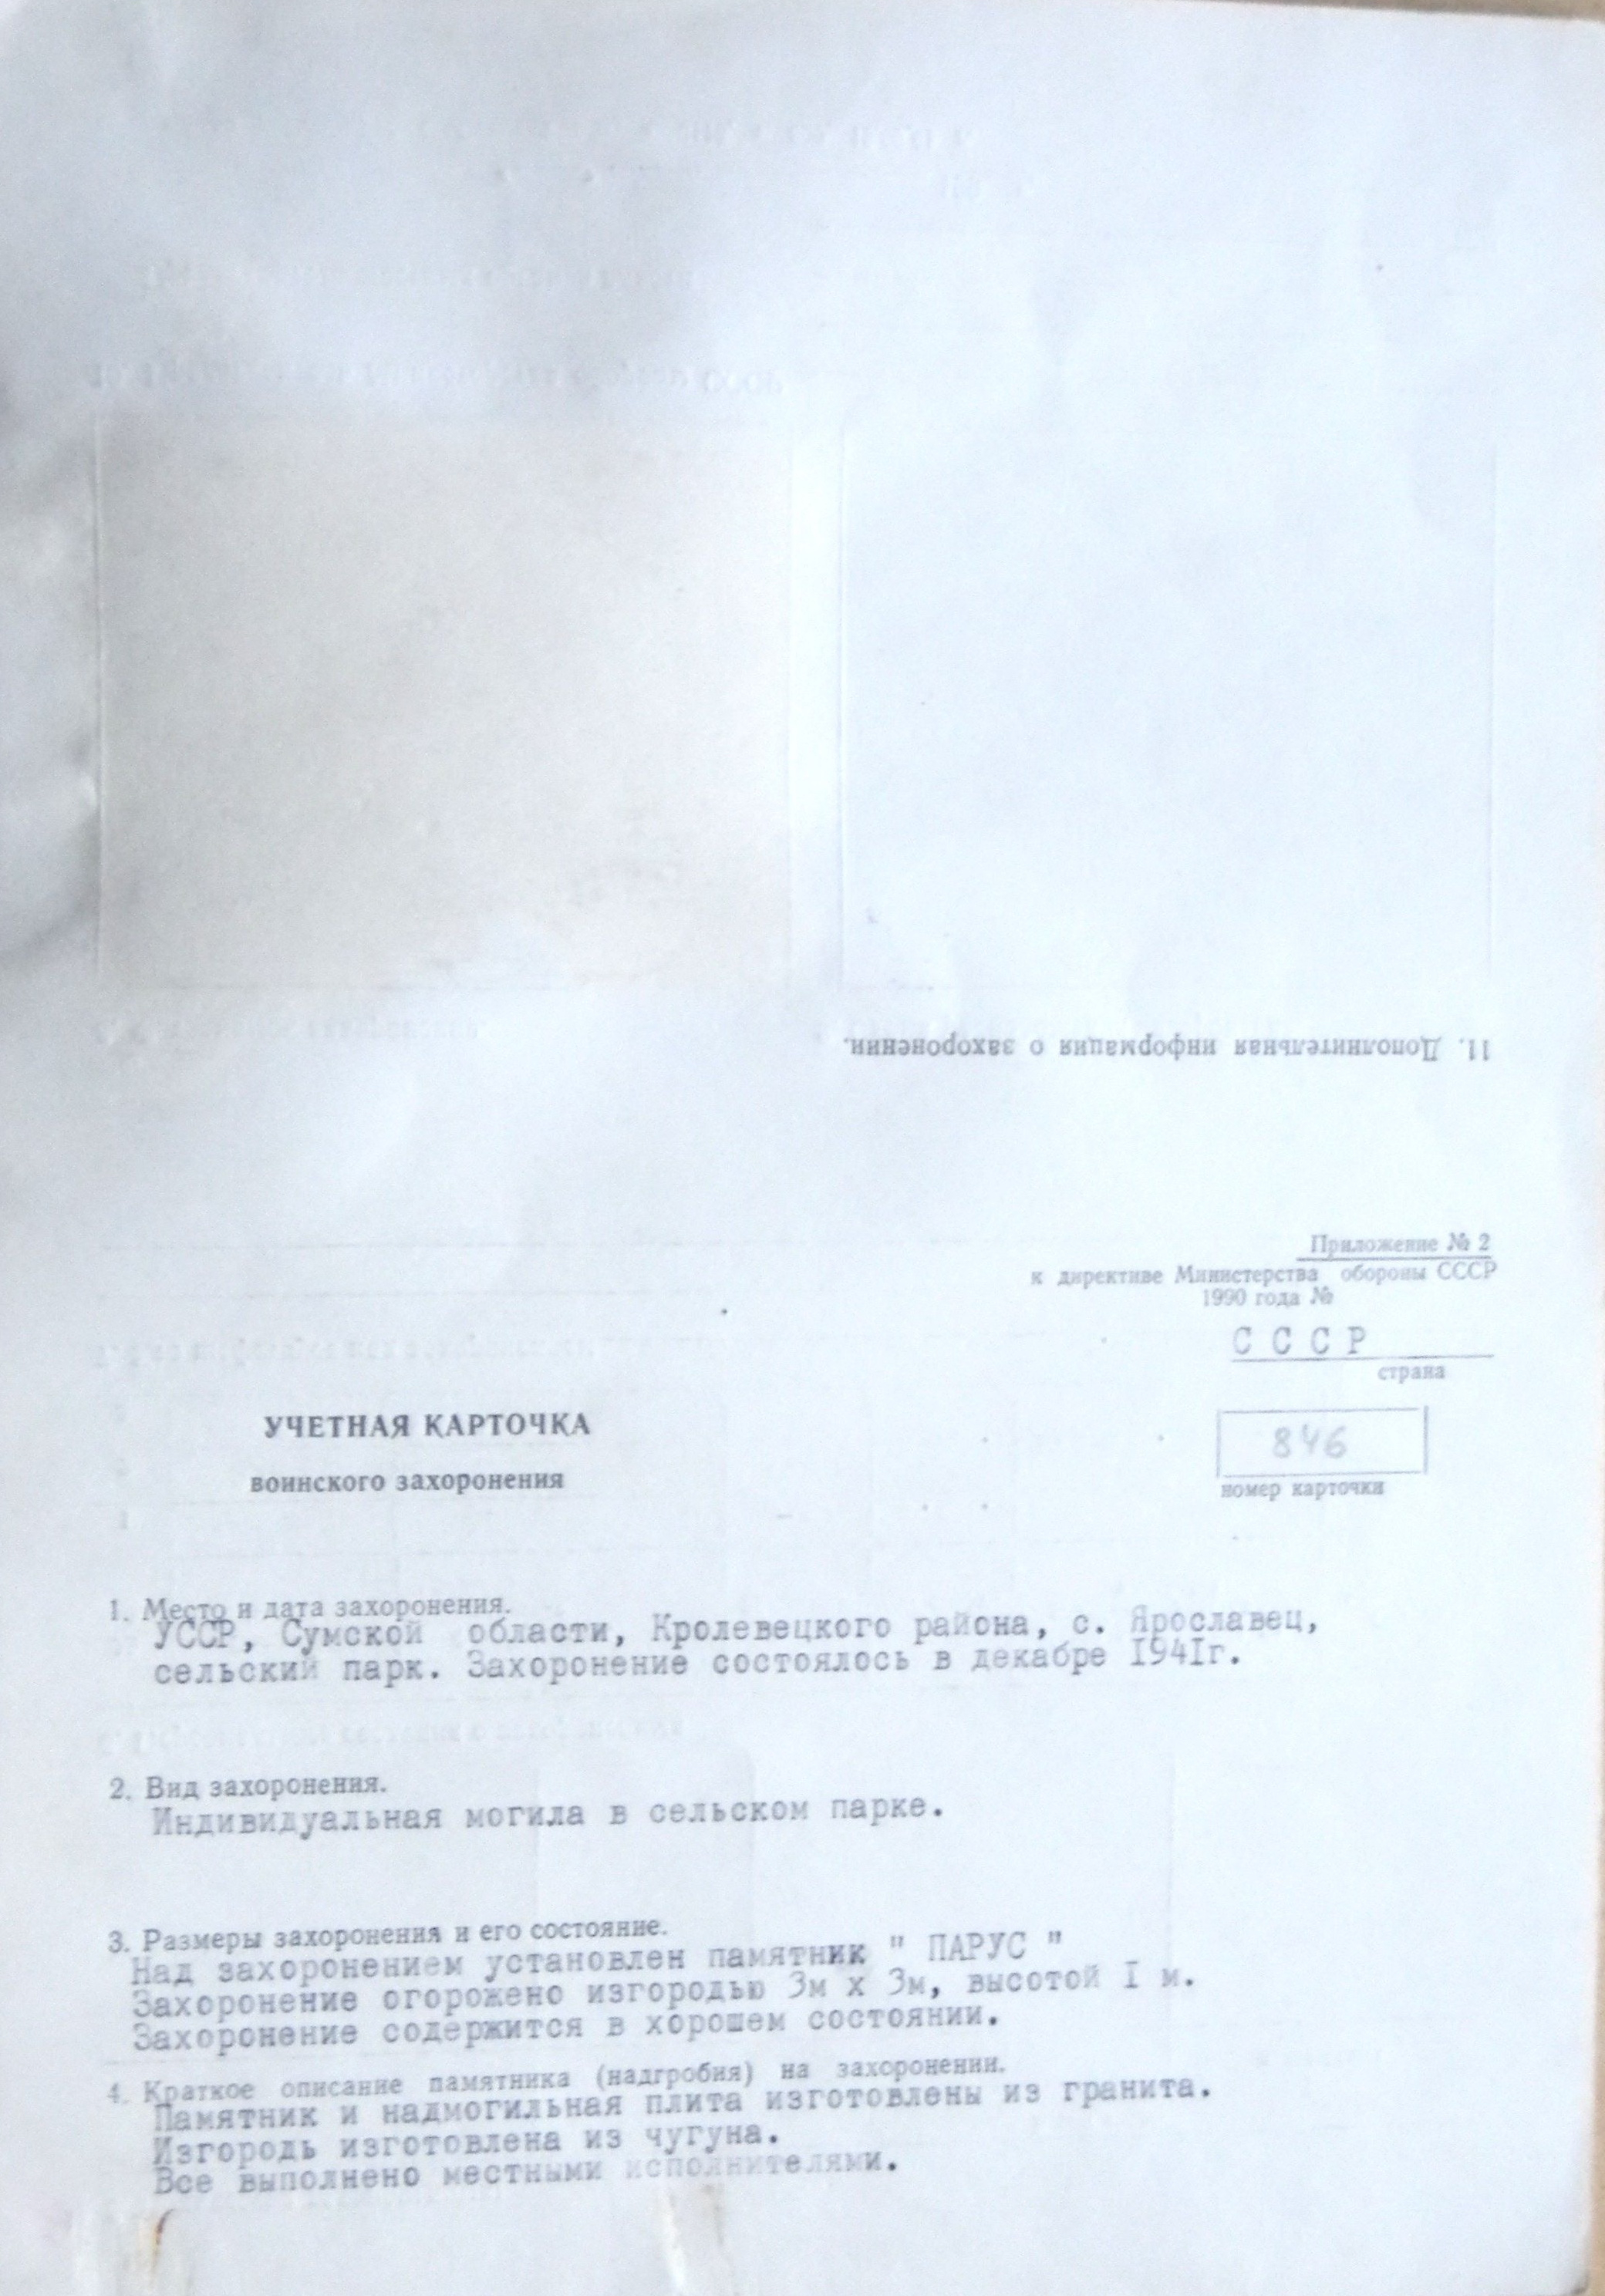 11. Дополнительная информация о захоронении.
Приложение № 2
к директиве Министерства обороны СССР
1990 года №
С С С Р
страна
УЧЕТНАЯ КАРТОЧКА
846
воинского захоронения
номер карточки
1. Место и дата захоронения.
УССР, Сумской области, Кролевецкого района, с. Ярославец,
сельский парк. Захоронение состоялось в декабре I94Iг.
2. Вид захоронения.
Индивидуальная могила в сельском парке.
3. Размеры захоронения и его состояние.
Над захоронением установлен памятник " ПАРУС "
Захоронение огорожено изгородью 3м х 3м, высотой I м.
Захоронение содержится в хорошем состоянии.
4. Краткое описание памятника (надгробия) на захоронении.
Памятник и надмогильная плита изготовлены из гранита.
Изгородь изготовлена из чугуна.
Все выполнено местными исполнителями.